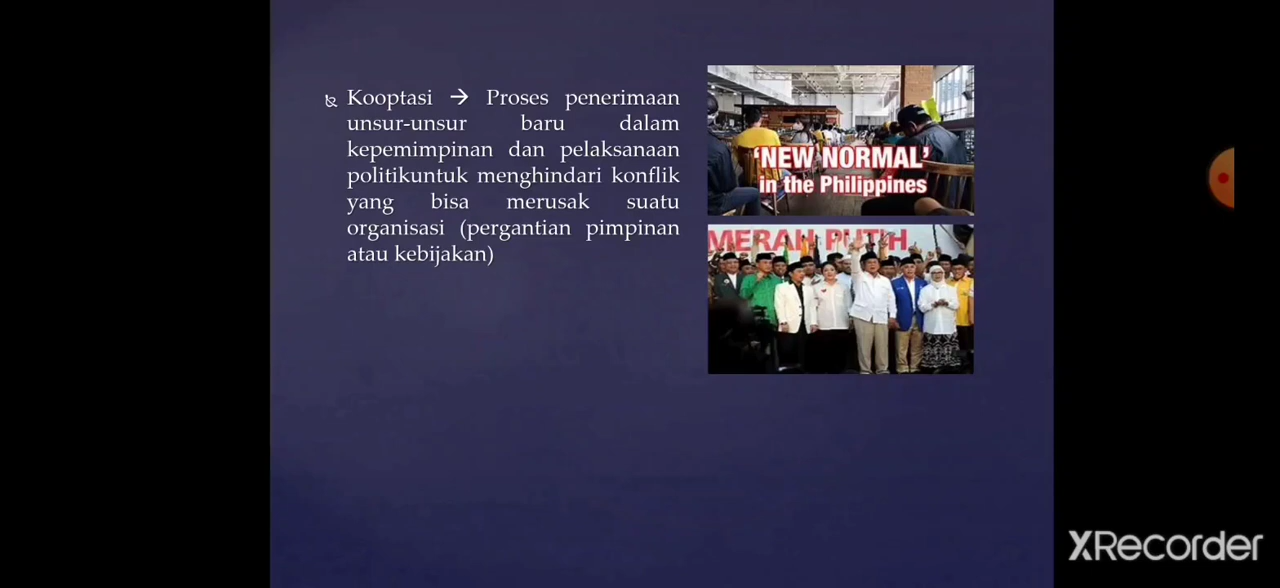 Kooptasi → Proses penerimaan
unsur-unsur baru dalam
kepemimpinan dan pelaksanaan
politikuntuk menghindari konflik
yang bisa merusak suatu
organisasi (pergantian pimpinan
atau kebijakan)
'NEW NORMAL'
in the Philippines
MERAH PUTIH
XRecorder